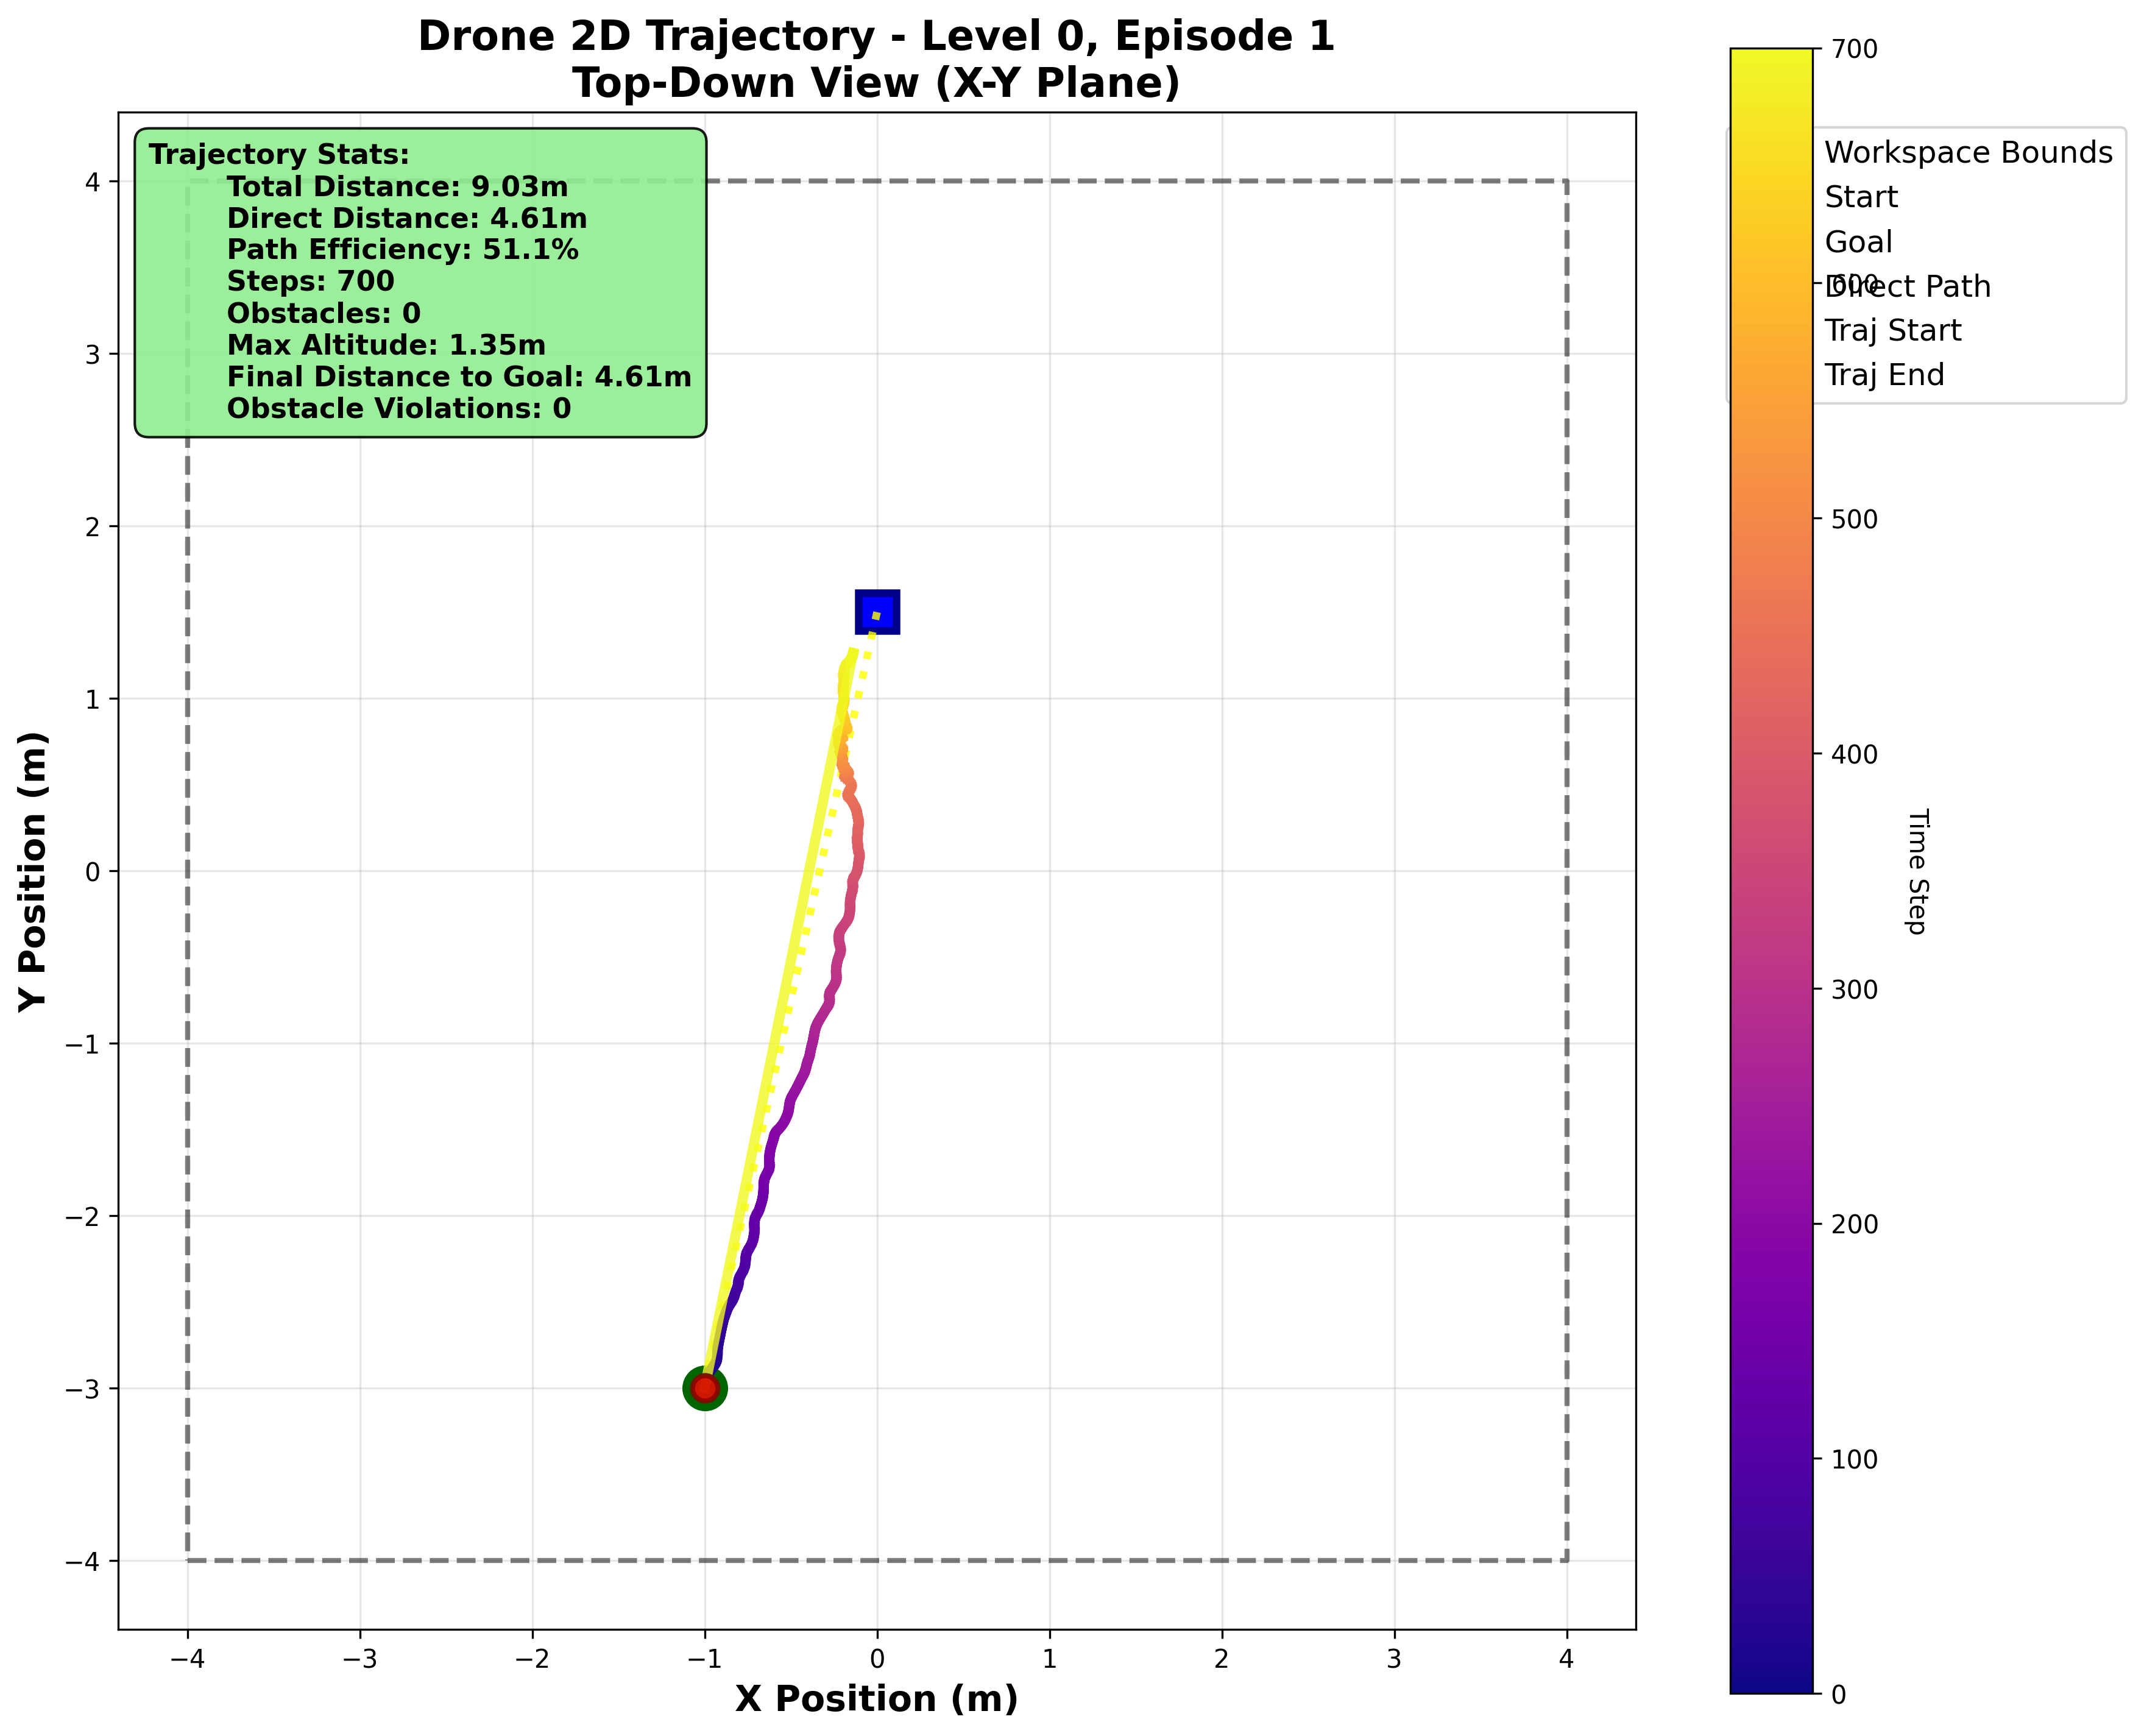 Drone 2D Trajectory - Level 0, Episode 1
Top-Down View (X-Y Plane)
Trajectory Stats:
Total Distance: 9.03m
Direct Distance: 4.61m
Path Efficiency: 51.1%
Steps: 700
Obstacles: 0
Max Altitude: 1.35m
Final Distance to Goal: 4.61m
Obstacle Violations: 0
Y Position (m)
4
3
2
1
0
−1
−2
−3
−4
−4
−3
−2
−1
0
1
2
3
4
X Position (m)
Workspace Bounds
Start
Goal
Direct Path
Traj Start
Traj End
700
600
500
400
300
200
100
0
Time Step